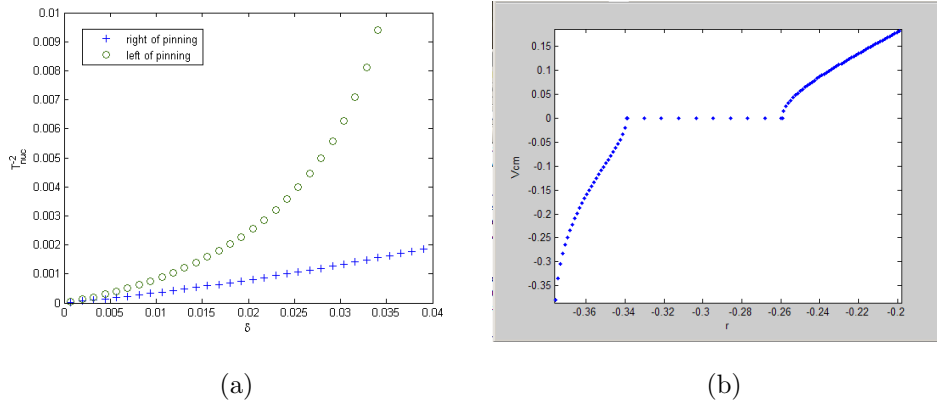 0.01
0.009
0.008
0.007
0.006
0.005
0.004
0.003
0.002
0.001
0
T^{-2}_{nuc}
+ right of pinning
○ left of pinning
0 0.005 0.01 0.015 0.02 0.025 0.03 0.035 0.04
δ
(a)
0.15
0.1
0.05
0
-0.05
-0.1
-0.15
-0.2
-0.25
-0.3
-0.35
Vcm
-0.36 -0.34 -0.32 -0.3 -0.28 -0.26 -0.24 -0.22 -0.2
r
(b)